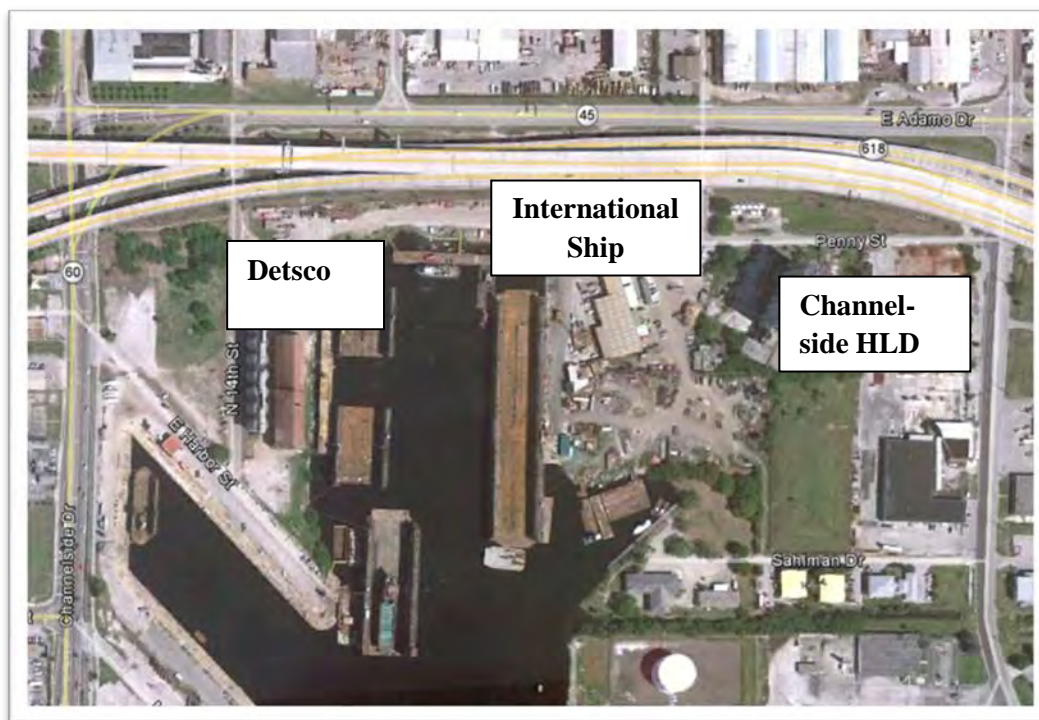 45
E Adamo Dr
618
International
Ship
Penny St
Detsco
60
Channel-
side HLD
N 14th St
E Harbor St
Channelside Dr
Sahlman Dr